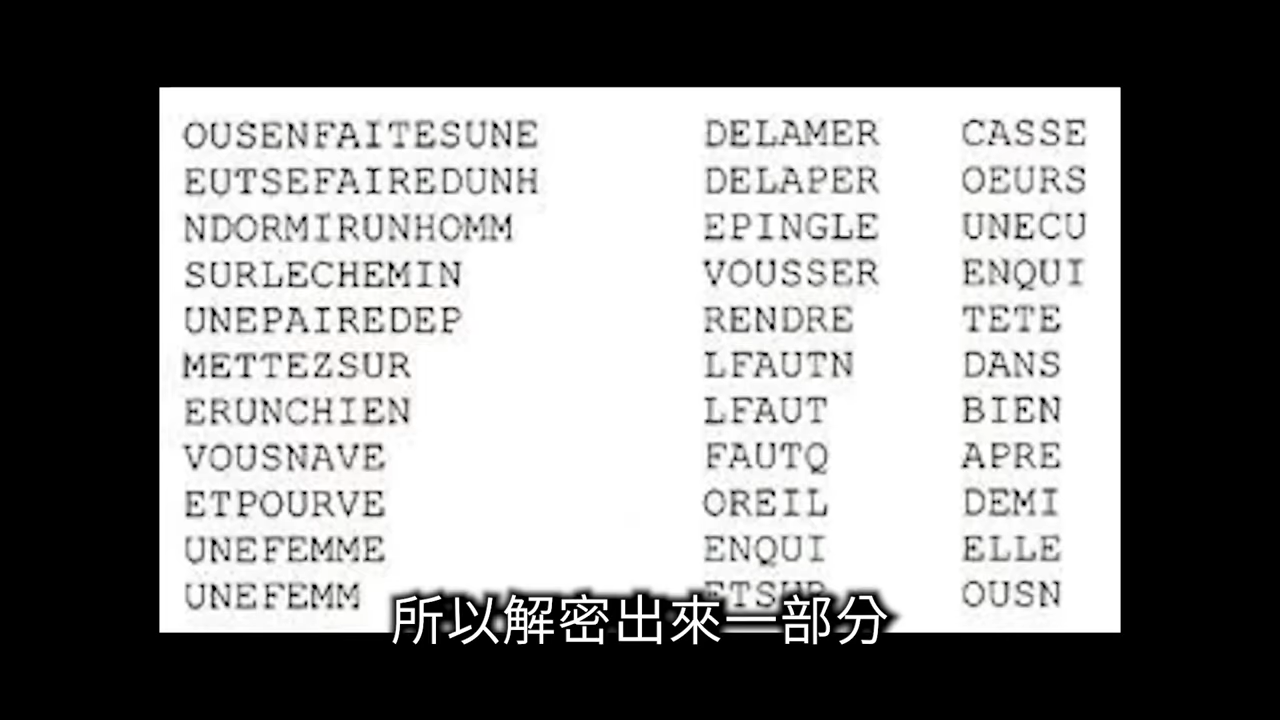 OUSENFAITESUNE DELAMER CASSE
EUTSEFAIREDUNH DELAPER OEURS
NDORMIRUNHOMM EPINGLE UNECU
SURLECHEMIN VOUSSER ENQUI
UNEPAIREDEP RENDRE TETE
METTEZSUR LFAUTN DANS
ERUNCHIEN LFAUT BIEN
VOUSNAVE FAUTQ APRE
ETPOURVE OREIL DEMI
UNEFEMME ENQUI ELLE
UNEFEMM ETSUR OUSN
所以解密出來一部分